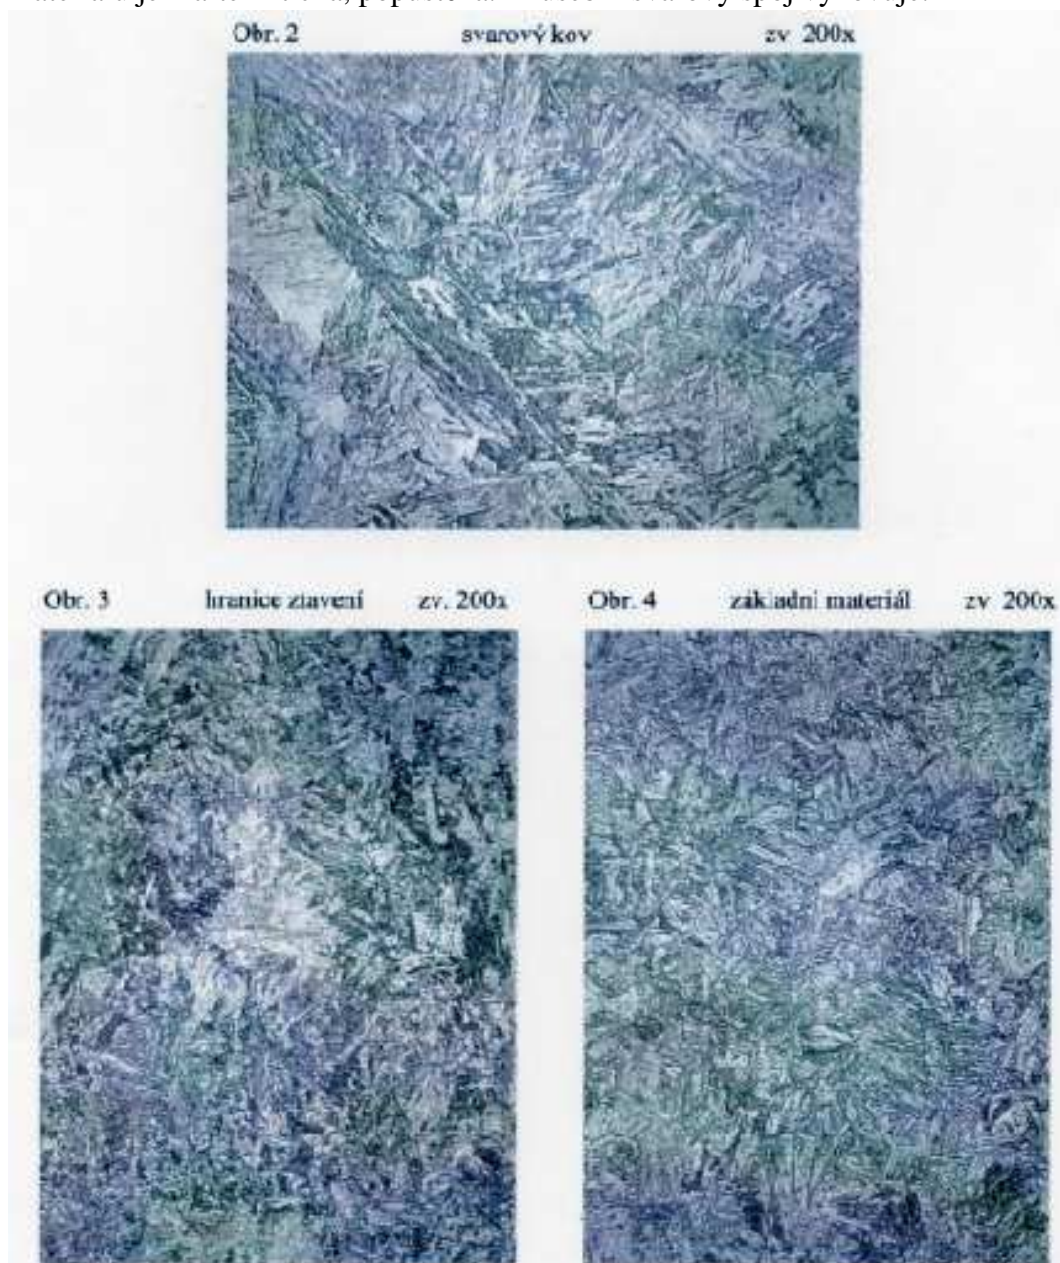 Obr. 2 svarový kov zv 200x
Obr. 3 hranice ztavení zv. 200x
Obr. 4 základní materiál zv 200x